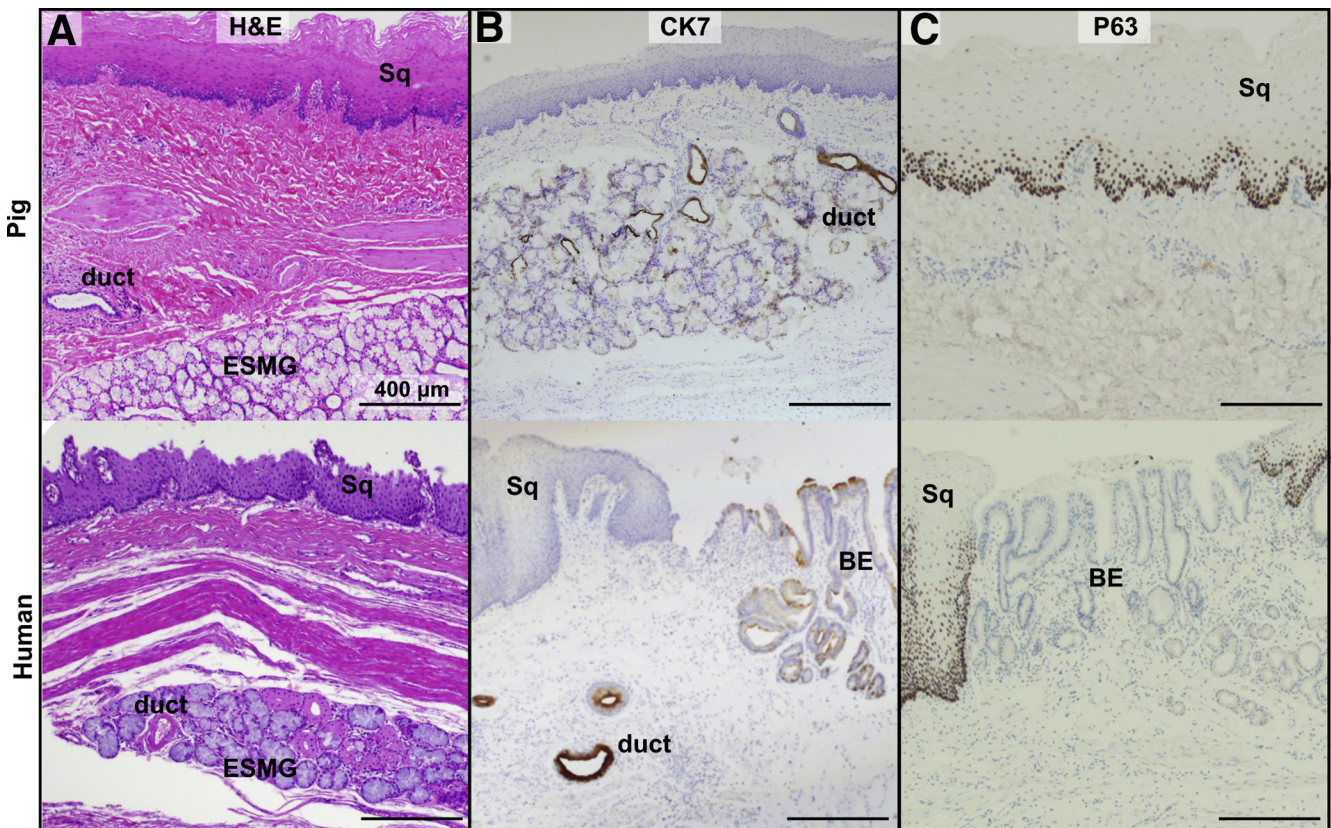 A
H&E
B
CK7
C
P63
Pig
Sq
Sq
duct
duct
ESMG
400 µm
Human
Sq
Sq
Sq
BE
BE
duct
duct
ESMG